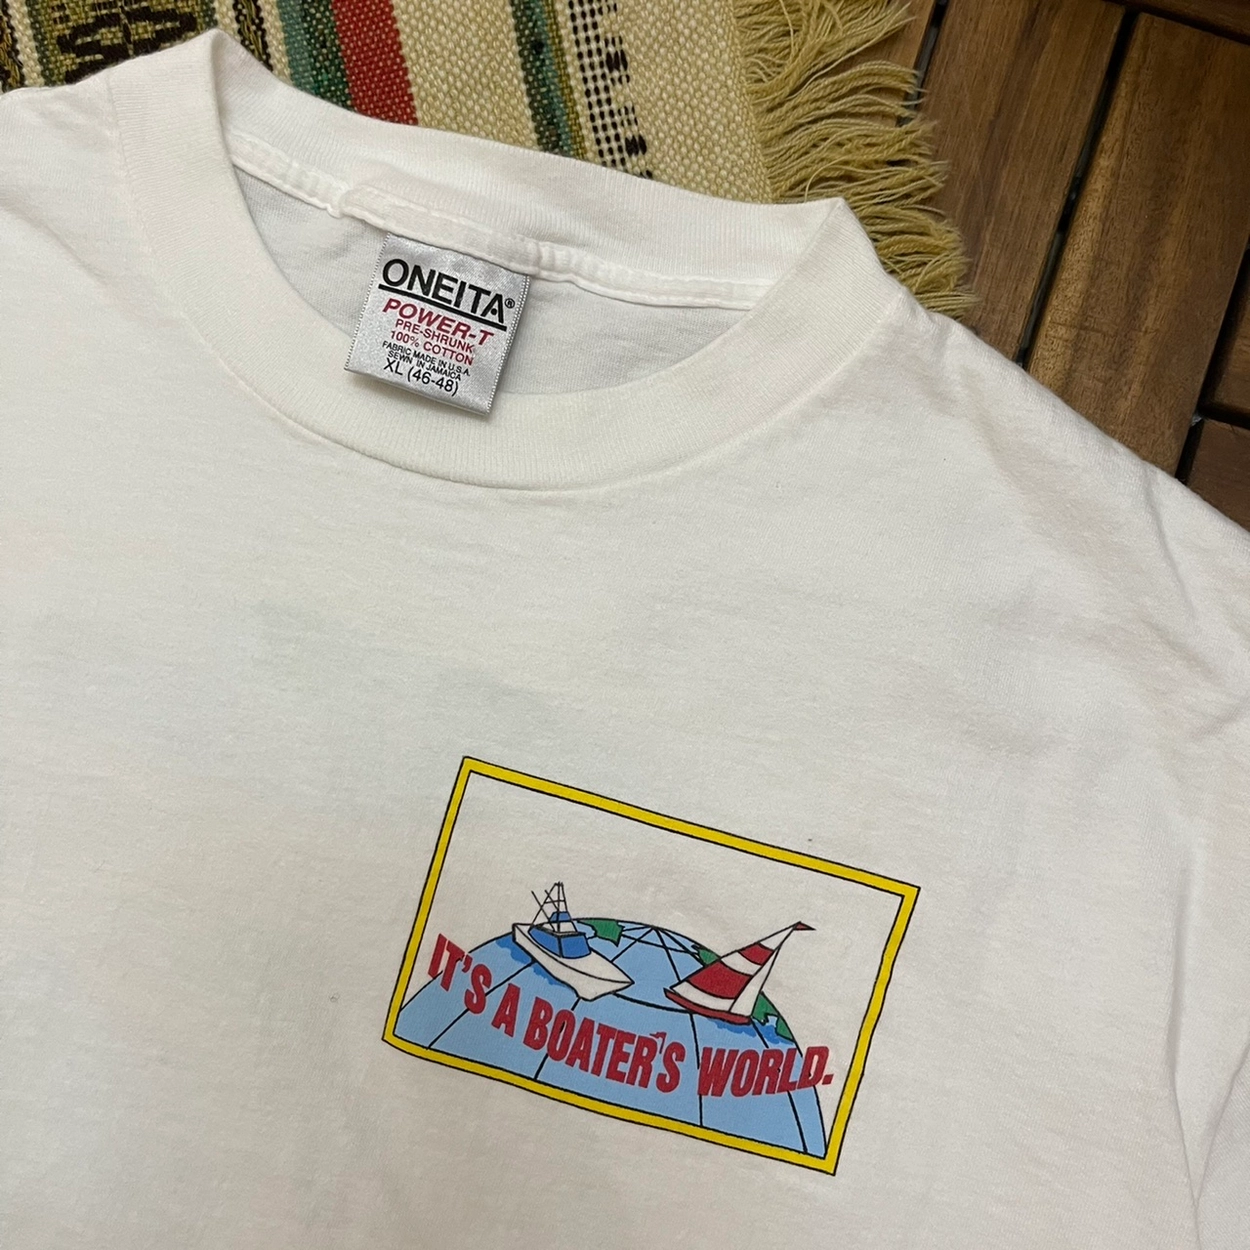 ONEITA®
POWER-T
PRE-SHRUNK
100% COTTON
FABRIC MADE IN U.S.A.
SEWN IN JAMAICA
XL (46-48)
IT'S A BOATER'S WORLD.